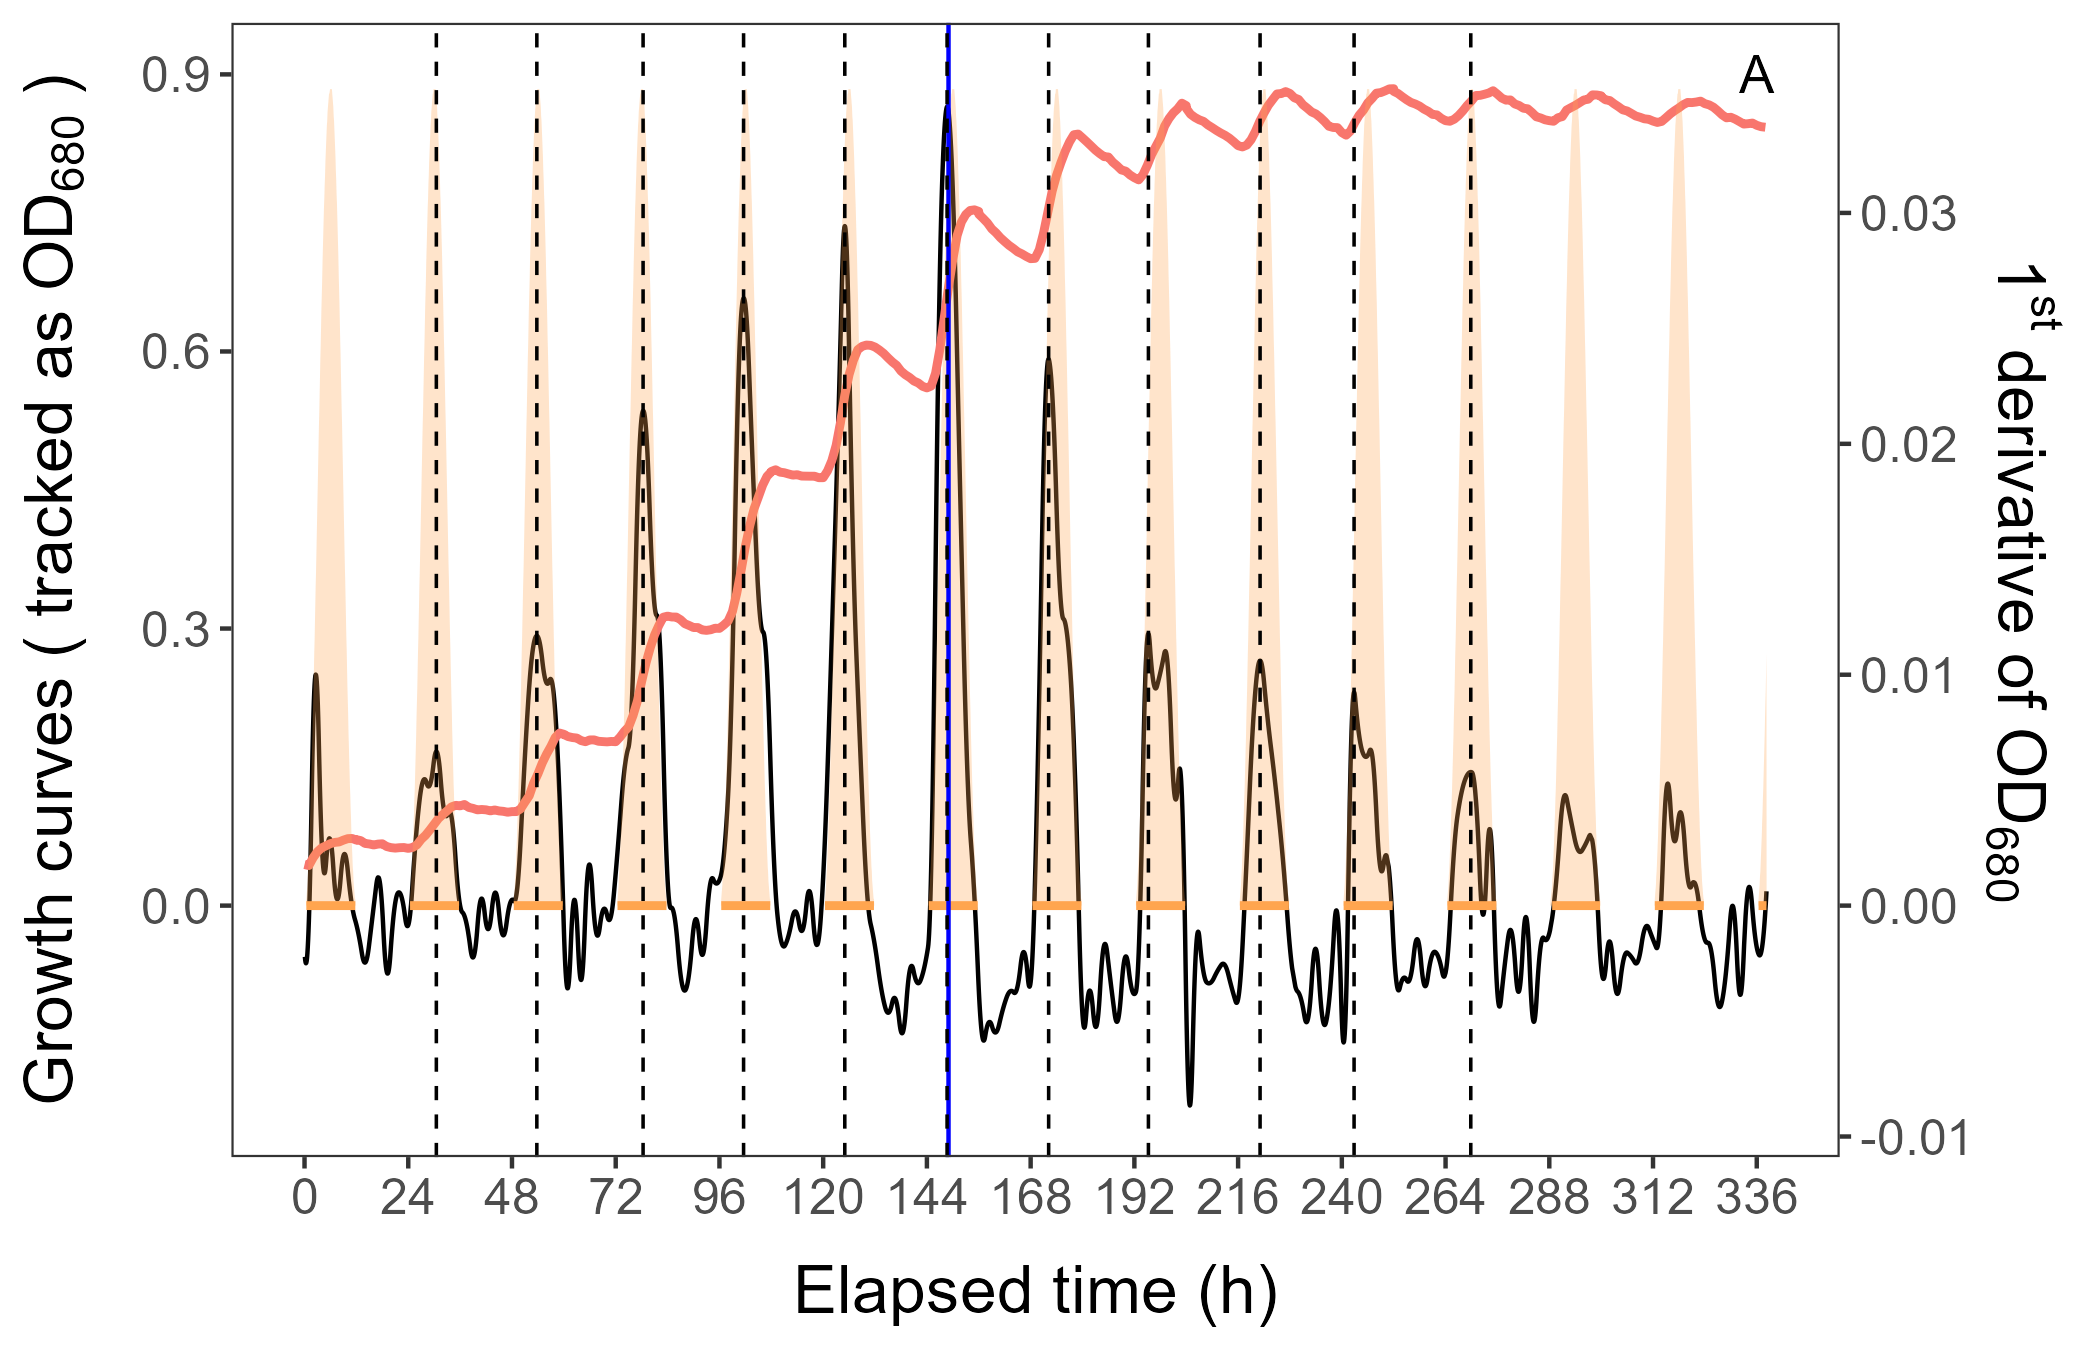 A
Growth curves ( tracked as OD680 )
0.9
0.6
0.3
0.0
0.03
0.02
0.01
0.00
-0.01
1st derivative of OD680
0 24 48 72 96 120 144 168 192 216 240 264 288 312 336
Elapsed time (h)